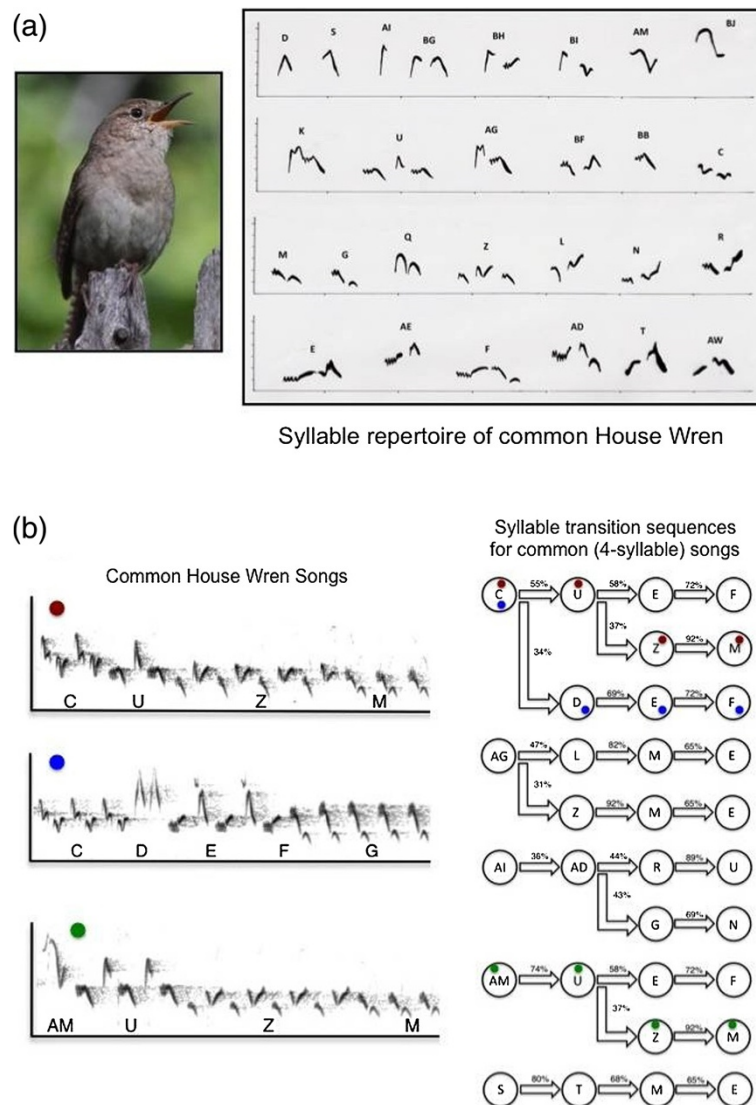 (a)
D S AI BG BH BI AM BJ
K U AG BF BB C
M G Q Z L N R
E AE F AD T AW
Syllable repertoire of common House Wren
(b)
Common House Wren Songs
C U Z M
C D E F G
AM U Z M
Syllable transition sequences
for common (4-syllable) songs
C 55% U 58% E 72% F
37%
Z 92% M
34%
D 69% E 72% F
AG 47% L 82% M 65% E
31%
Z 92% M 65% E
AI 36% AD 44% R 89% U
43%
G 69% N
AM 74% U 58% E 72% F
37%
Z 92% M
S 80% T 68% M 65% E